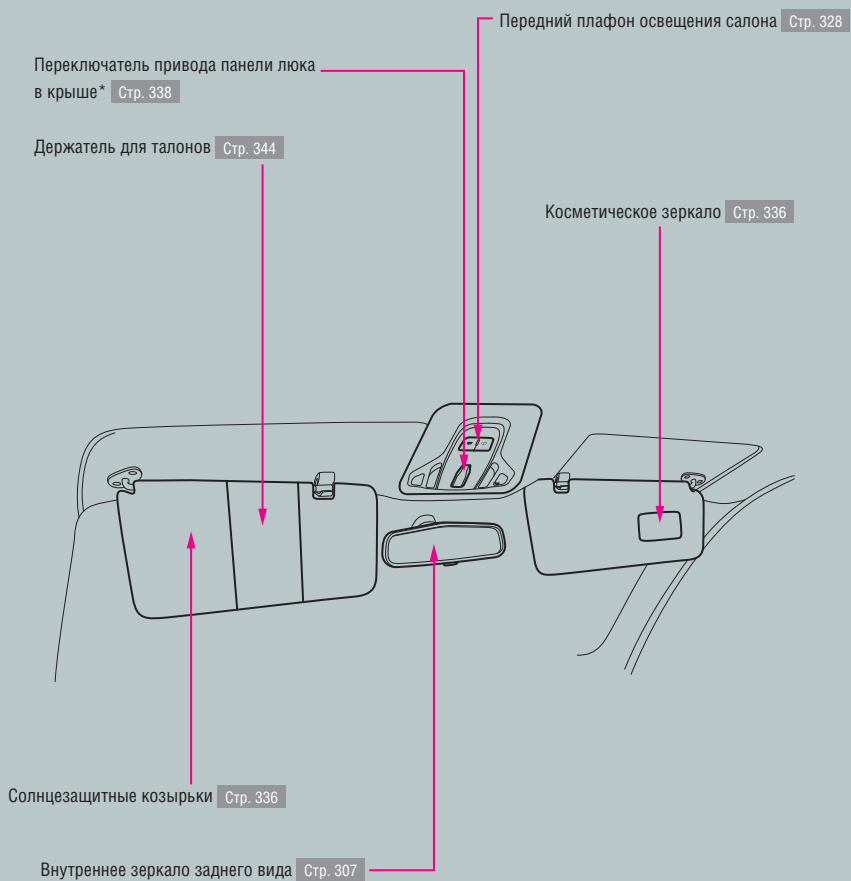 Передний плафон освещения салона Стр. 328
Переключатель привода панели люка
в крыше* Стр. 338
Держатель для талонов Стр. 344
Косметическое зеркало Стр. 336
Солнцезащитные козырьки Стр. 336
Внутреннее зеркало заднего вида Стр. 307